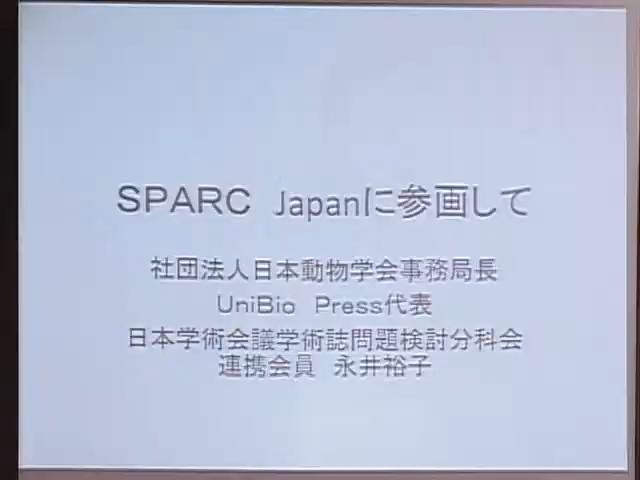 SPARC Japanに参画して
社団法人日本動物学会事務局長
UniBio Press代表
日本学術会議学術誌問題検討分科会
連携会員 永井裕子